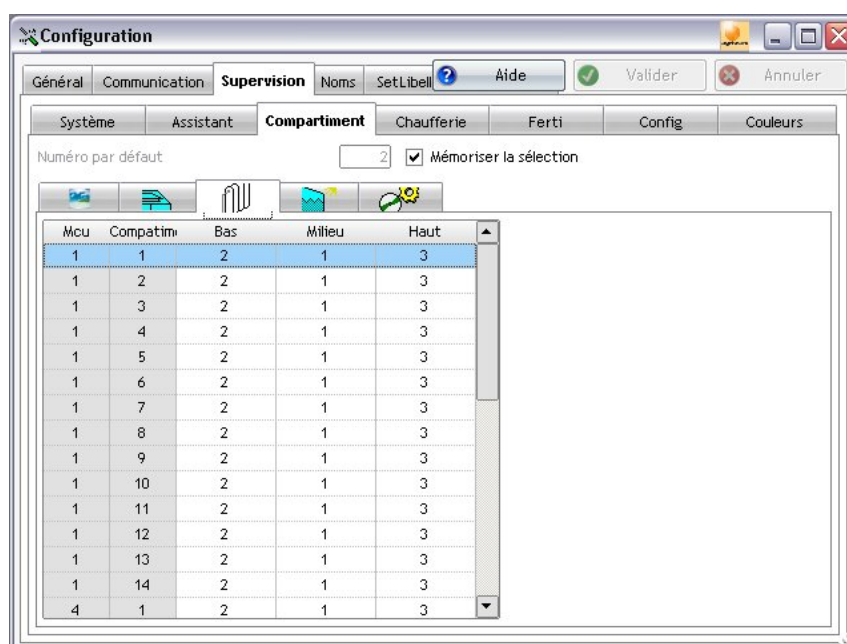 Configuration
Général Communication Supervision Noms SetLibell Aide Valider Annuler
Système Assistant Compartiment Chaufferie Ferti Config Couleurs
Numéro par défaut 2 Mémoriser la sélection
Mcu Compatim Bas Milieu Haut
1 1 2 1 3
1 2 2 1 3
1 3 2 1 3
1 4 2 1 3
1 5 2 1 3
1 6 2 1 3
1 7 2 1 3
1 8 2 1 3
1 9 2 1 3
1 10 2 1 3
1 11 2 1 3
1 12 2 1 3
1 13 2 1 3
1 14 2 1 3
4 1 2 1 3